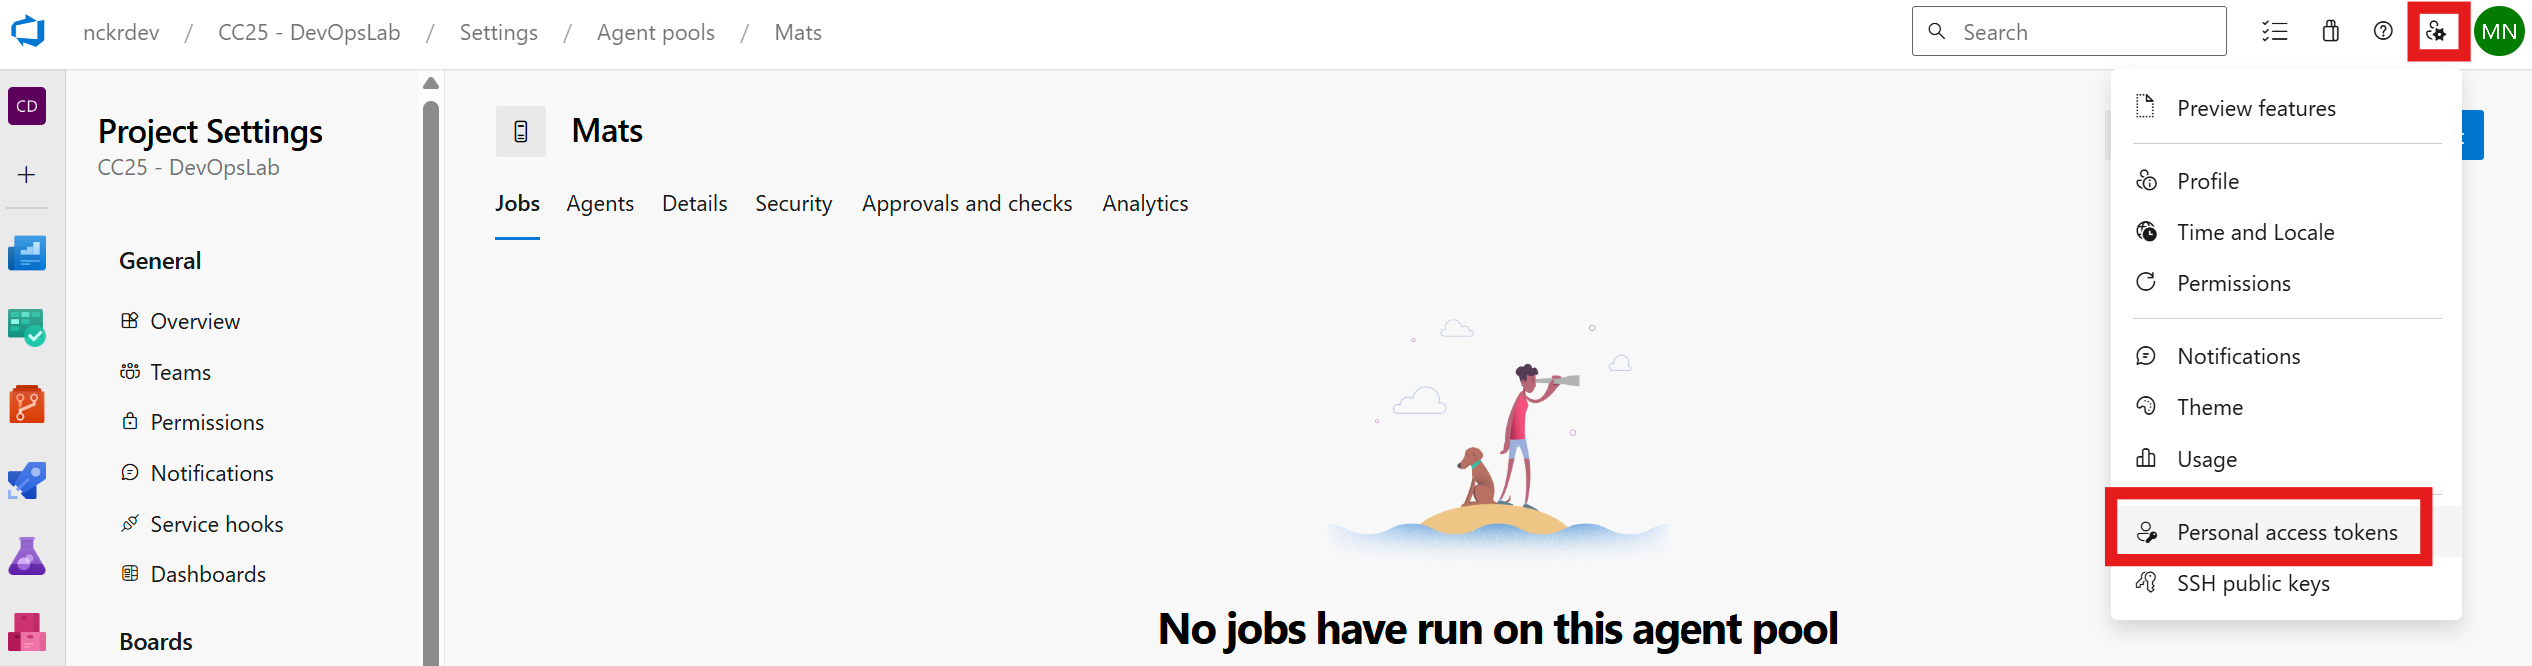 nckrdev / CC25 - DevOpsLab / Settings / Agent pools / Mats
Search
MN
CD
Project Settings
CC25 - DevOpsLab
General
Overview
Teams
Permissions
Notifications
Service hooks
Dashboards
Boards
Mats
Jobs Agents Details Security Approvals and checks Analytics
No jobs have run on this agent pool
Preview features
Profile
Time and Locale
Permissions
Notifications
Theme
Usage
Personal access tokens
SSH public keys